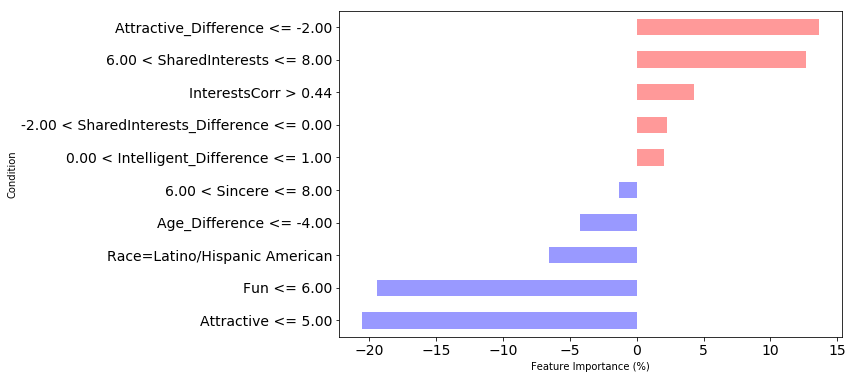 Attractive_Difference <= -2.00
6.00 < SharedInterests <= 8.00
InterestsCorr > 0.44
-2.00 < SharedInterests_Difference <= 0.00
0.00 < Intelligent_Difference <= 1.00
6.00 < Sincere <= 8.00
Age_Difference <= -4.00
Race=Latino/Hispanic American
Fun <= 6.00
Attractive <= 5.00
Condition
−20 −15 −10 −5 0 5 10 15
Feature Importance (%)